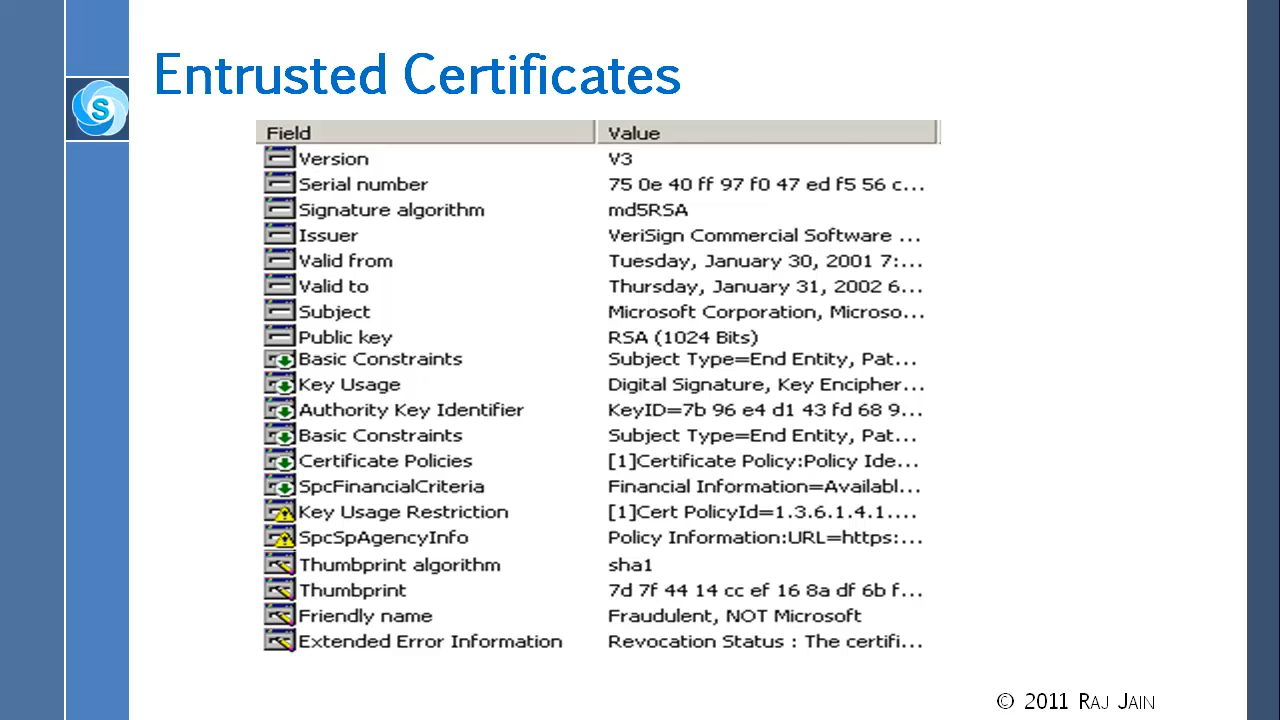 Entrusted Certificates
S
Field Value
Version V3
Serial number 75 0e 40 ff 97 f0 47 ed f5 56 c...
Signature algorithm md5RSA
Issuer VeriSign Commercial Software ...
Valid from Tuesday, January 30, 2001 7:...
Valid to Thursday, January 31, 2002 6...
Subject Microsoft Corporation, Microso...
Public key RSA (1024 Bits)
Basic Constraints Subject Type=End Entity, Pat...
Key Usage Digital Signature, Key Encipher...
Authority Key Identifier KeyID=7b 96 e4 d1 43 fd 68 9...
Basic Constraints Subject Type=End Entity, Pat...
Certificate Policies [1]Certificate Policy:Policy Ide...
SpcFinancialCriteria Financial Information=Availabl...
Key Usage Restriction [1]Cert PolicyId=1.3.6.1.4.1....
SpcSpAgencyInfo Policy Information:URL=https:...
Thumbprint algorithm sha1
Thumbprint 7d 7f 44 14 cc ef 16 8a df 6b f...
Friendly name Fraudulent, NOT Microsoft
Extended Error Information Revocation Status : The certifi...
© 2011 RAJ JAIN